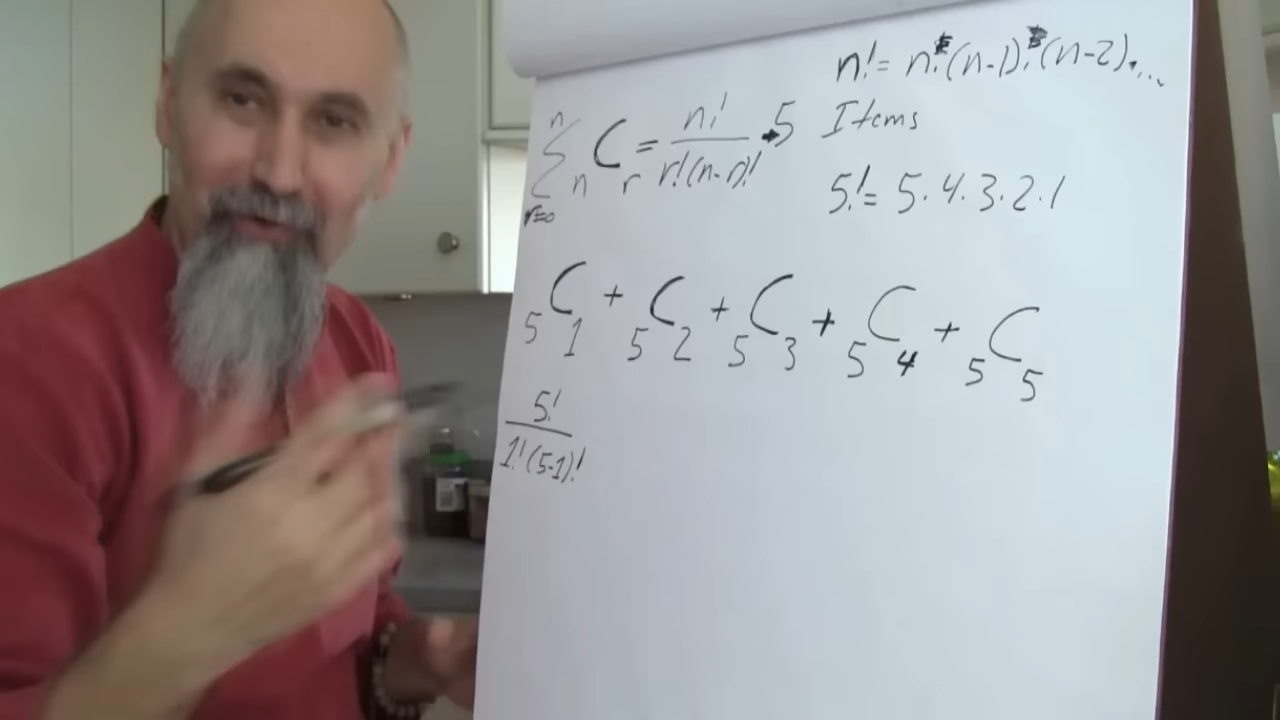 n! = n·(n-1)·(n-2)·...
n
Σ nCr = n! / r!(n-r)!
r=0
5 Items
5! = 5·4·3·2·1
5C1 + 5C2 + 5C3 + 5C4 + 5C5
5! / 1!(5-1)!